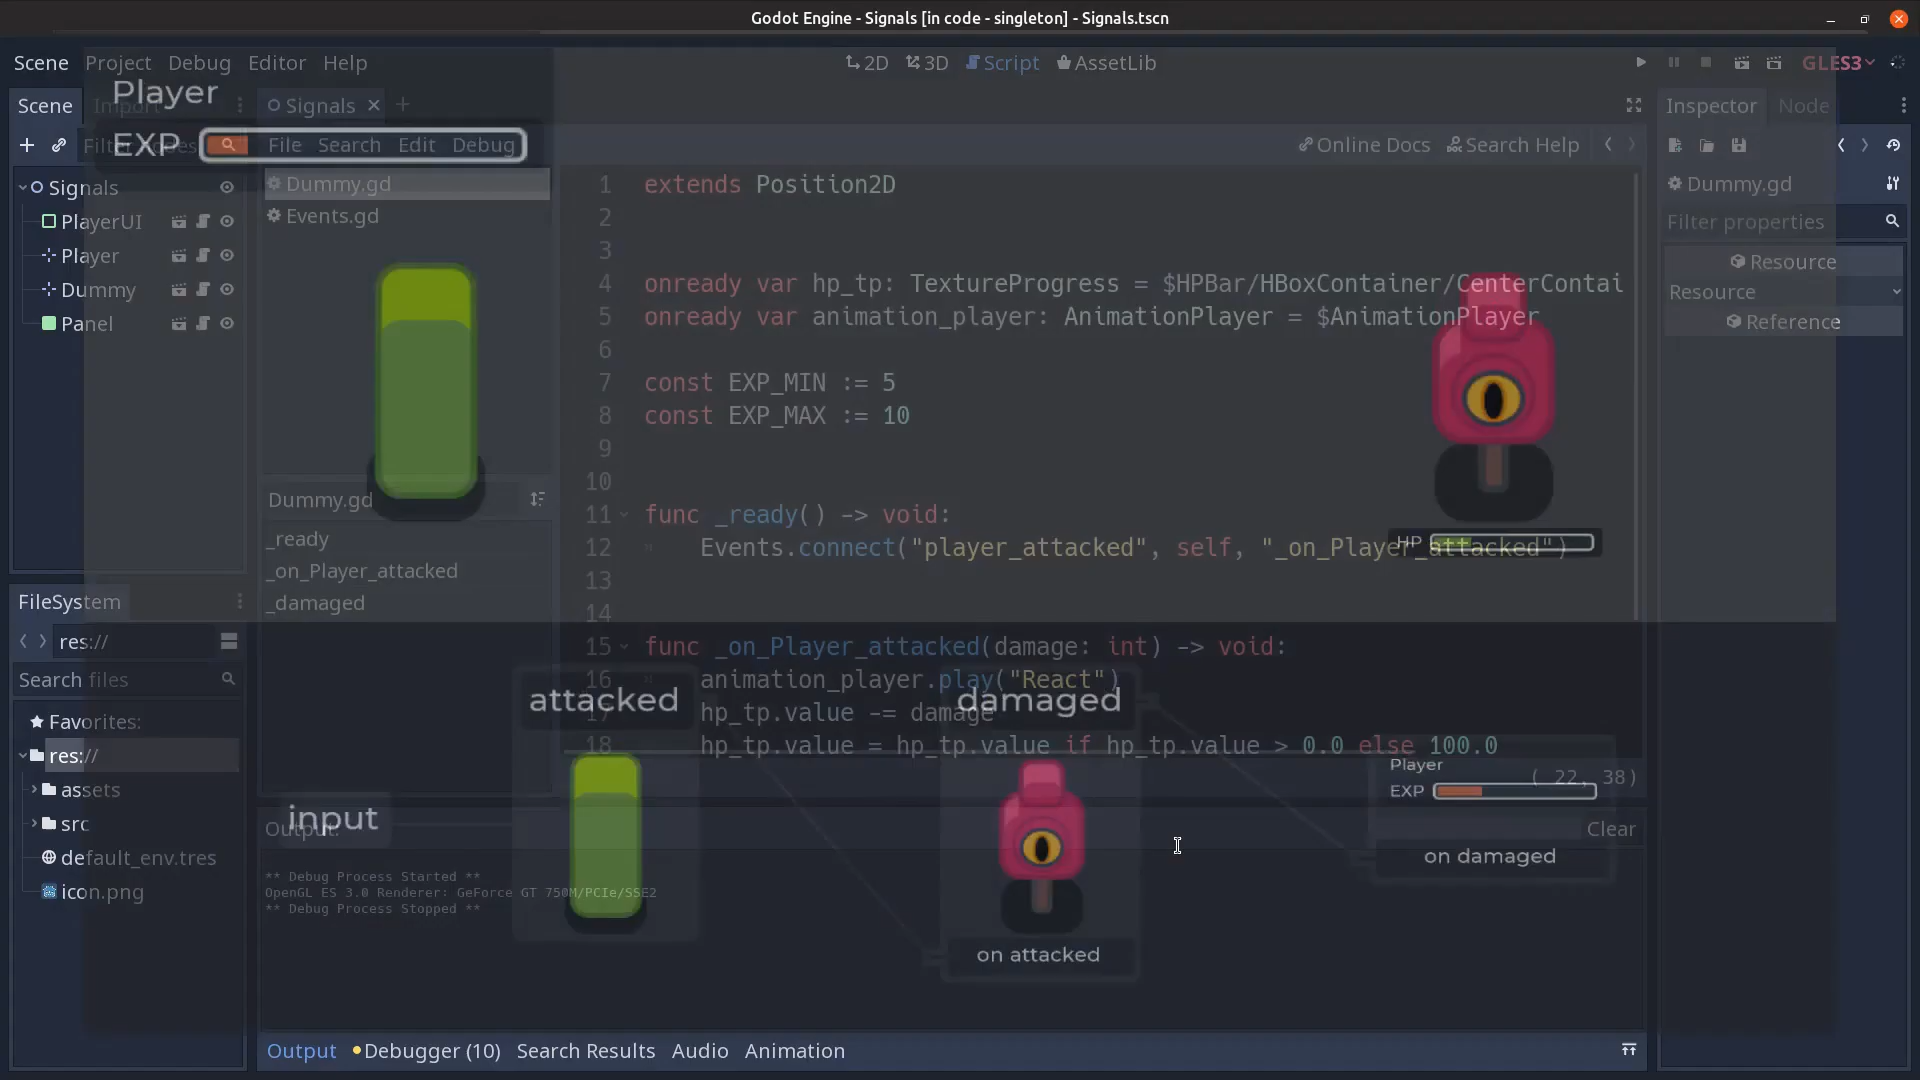 Godot Engine - Signals [in code - singleton] - Signals.tscn
Scene Project Debug Editor Help
2D 3D Script AssetLib
GLES3
Player
Scene Import
Signals
Inspector Node
EXP
File Search Edit Debug
Online Docs Search Help
Signals
PlayerUI
Player
Dummy
Panel
Dummy.gd
Events.gd
Dummy.gd
_ready
_on_Player_attacked
_damaged
1 extends Position2D
2
3
4 onready var hp_tp: TextureProgress = $HPBar/HBoxContainer/CenterContai
5 onready var animation_player: AnimationPlayer = $AnimationPlayer
6
7 const EXP_MIN := 5
8 const EXP_MAX := 10
9
10
11 func _ready() -> void:
12 Events.connect("player_attacked", self, "_on_Player_attacked")
13
14
15 func _on_Player_attacked(damage: int) -> void:
16 animation_player.play("React")
17 hp_tp.value -= damage
18 hp_tp.value = hp_tp.value if hp_tp.value > 0.0 else 100.0
( 22, 38)
HP
Dummy.gd
Filter properties
Resource
Resource
Reference
FileSystem
res://
Search files
Favorites:
res://
assets
src
default_env.tres
icon.png
attacked
damaged
input
Player
EXP
on damaged
on attacked
Output:
Clear
** Debug Process Started **
OpenGL ES 3.0 Renderer: GeForce GT 750M/PCIe/SSE2
** Debug Process Stopped **
Output Debugger (10) Search Results Audio Animation